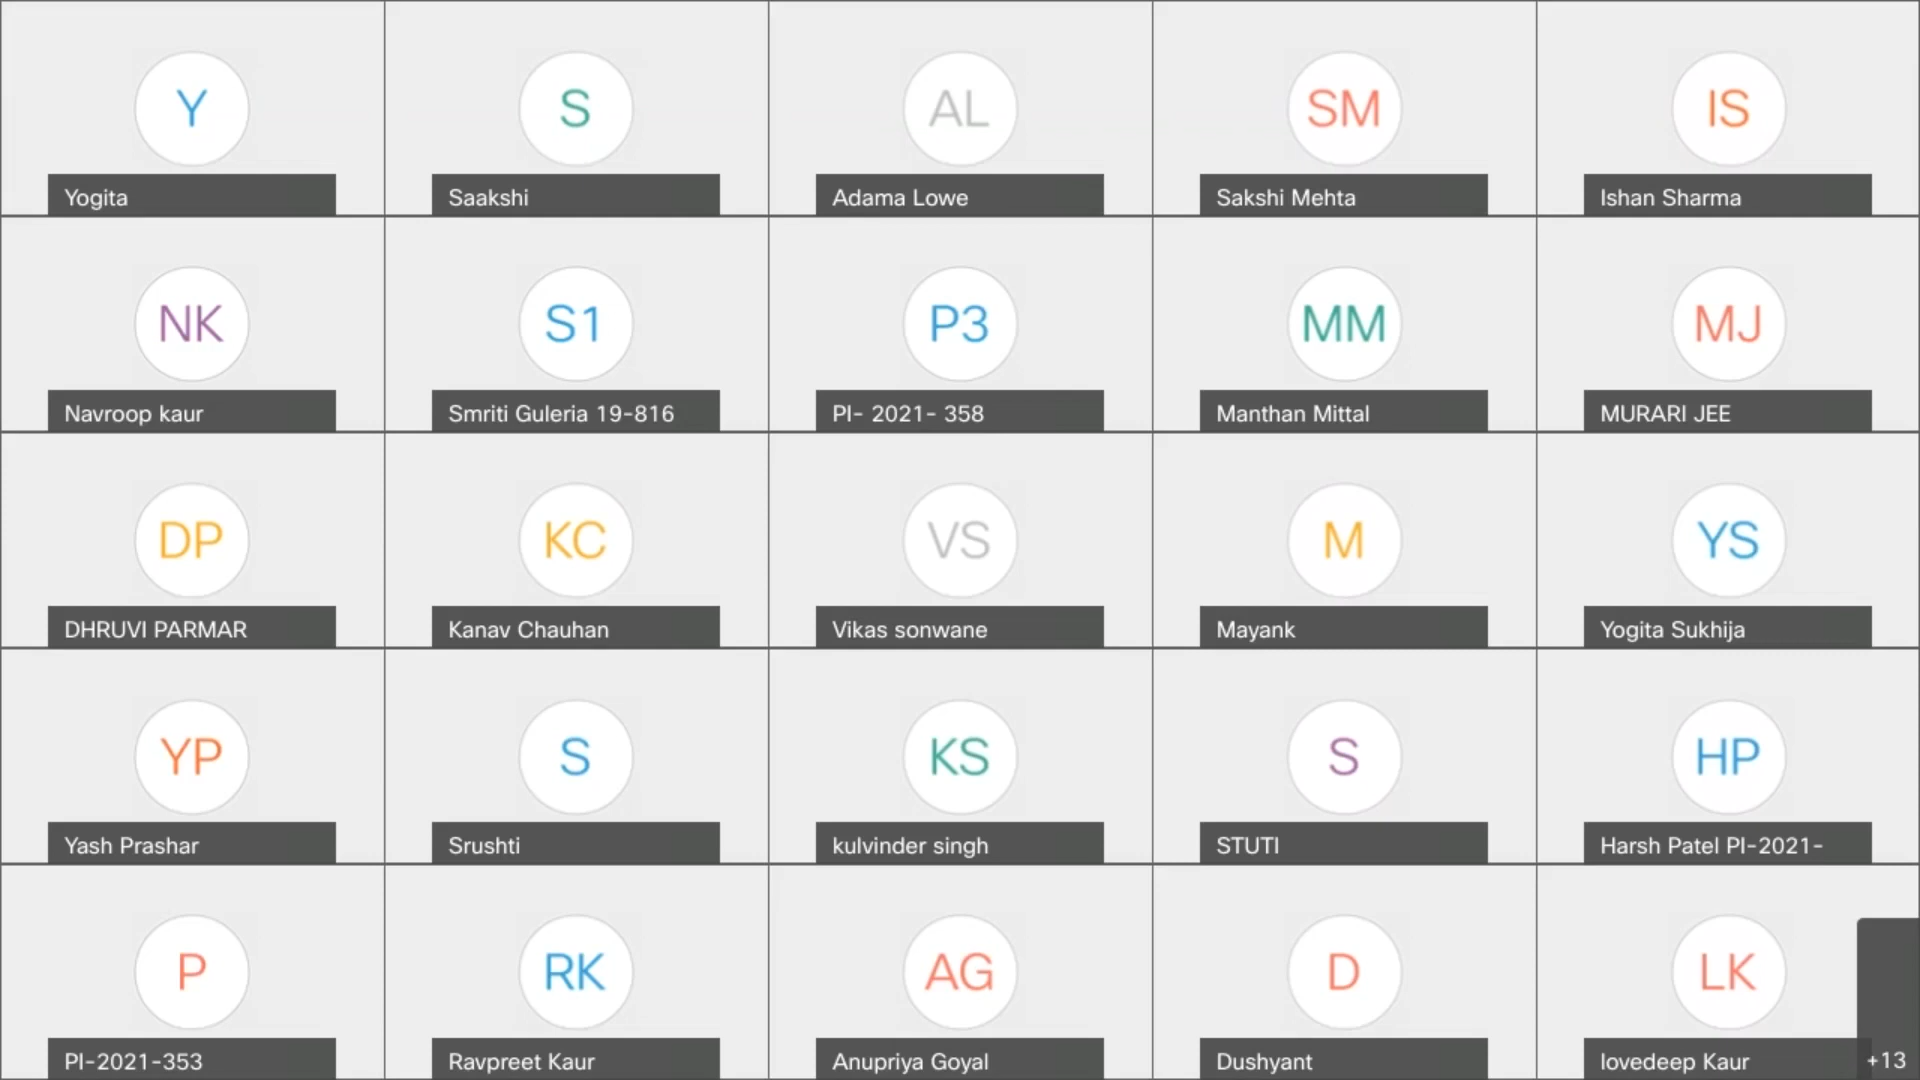 Y
Yogita
S
Saakshi
AL
Adama Lowe
SM
Sakshi Mehta
IS
Ishan Sharma
NK
Navroop kaur
S1
Smriti Guleria 19-816
P3
PI- 2021- 358
MM
Manthan Mittal
MJ
MURARI JEE
DP
DHRUVI PARMAR
KC
Kanav Chauhan
VS
Vikas sonwane
M
Mayank
YS
Yogita Sukhija
YP
Yash Prashar
S
Srushti
KS
kulvinder singh
S
STUTI
HP
Harsh Patel PI-2021-
P
PI-2021-353
RK
Ravpreet Kaur
AG
Anupriya Goyal
D
Dushyant
LK
lovedeep Kaur
+13